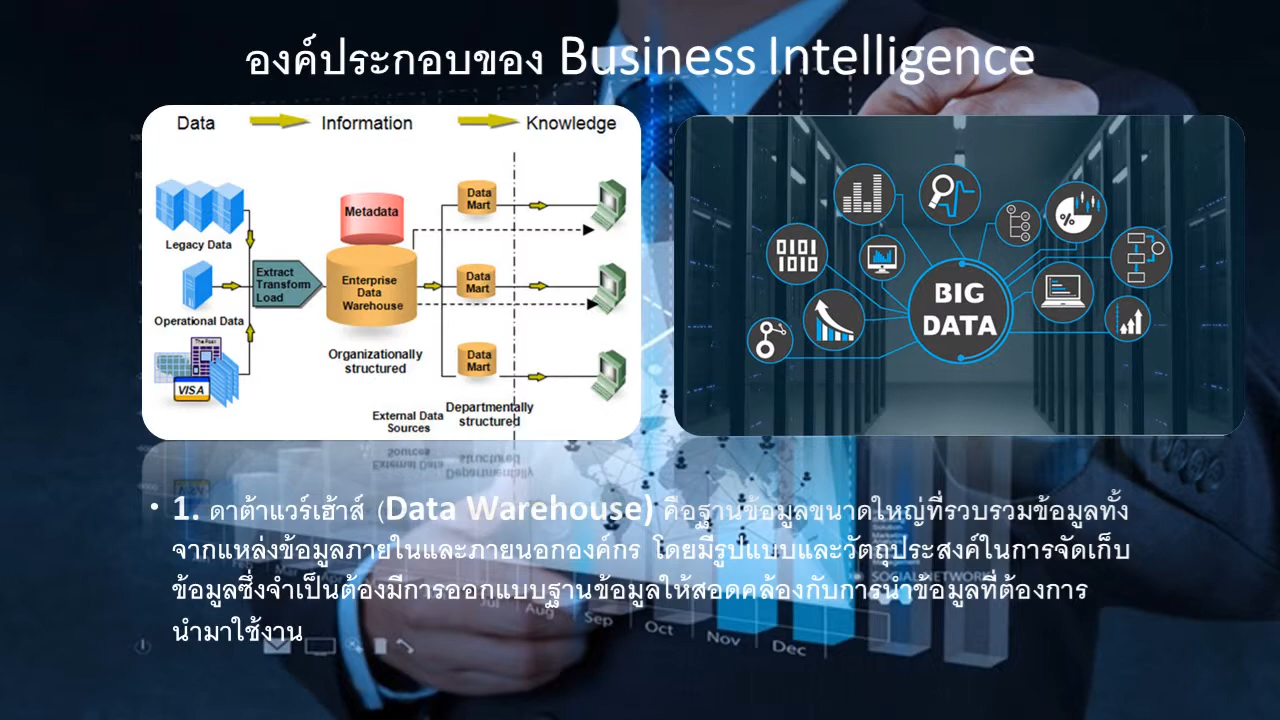 องค์ประกอบของ Business Intelligence
Data
Information
Knowledge
Legacy Data
Operational Data
The Post
VISA
Extract
Transform
Load
Metadata
Enterprise
Data
Warehouse
Organizationally
structured
External Data
Sources
Data
Mart
Data
Mart
Data
Mart
Departmentally
structured
0101
1010
%
BIG
DATA
• 1. ดาต้าแวร์เฮ้าส์ (Data Warehouse) คือฐานข้อมูลขนาดใหญ่ที่รวบรวมข้อมูลทั้ง
จากแหล่งข้อมูลภายในและภายนอกองค์กร โดยมีรูปแบบและวัตถุประสงค์ในการจัดเก็บ
ข้อมูลซึ่งจำเป็นต้องมีการออกแบบฐานข้อมูลให้สอดคล้องกับการนำข้อมูลที่ต้องการ
นำมาใช้งาน
SOCIAL NETWORK
Jul
Aug
Sep
Oct
Nov
Dec